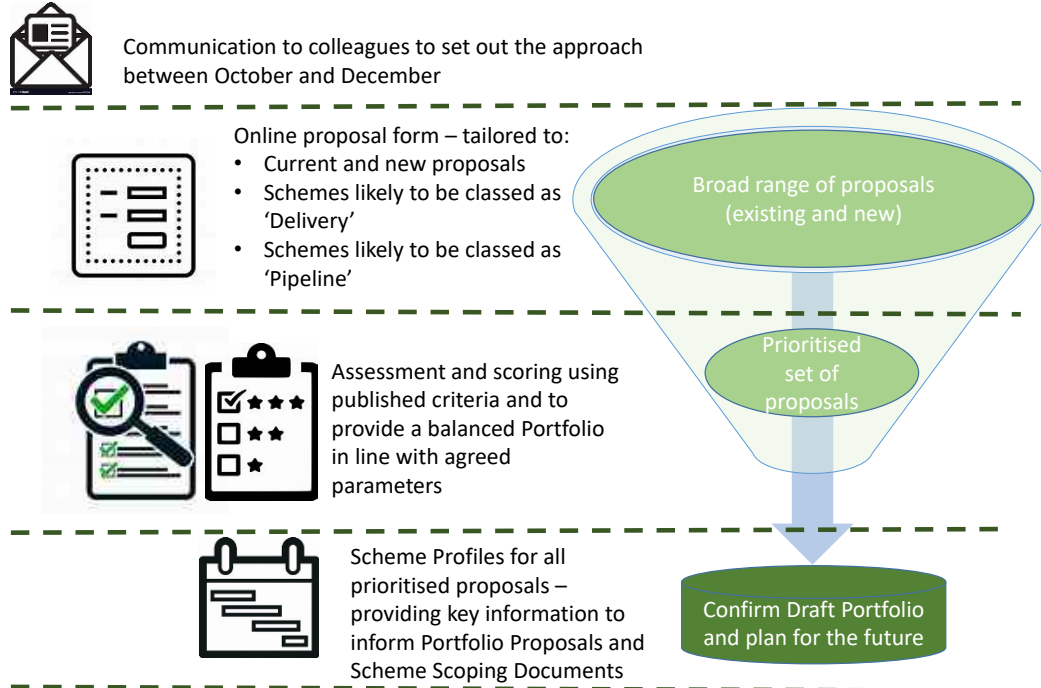 Communication to colleagues to set out the approach
between October and December
Online proposal form – tailored to:
• Current and new proposals
• Schemes likely to be classed as
‘Delivery’
• Schemes likely to be classed as
‘Pipeline’
Broad range of proposals
(existing and new)
Assessment and scoring using
published criteria and to
provide a balanced Portfolio
in line with agreed
parameters
Prioritised
set of
proposals
Scheme Profiles for all
prioritised proposals –
providing key information to
inform Portfolio Proposals and
Scheme Scoping Documents
Confirm Draft Portfolio
and plan for the future